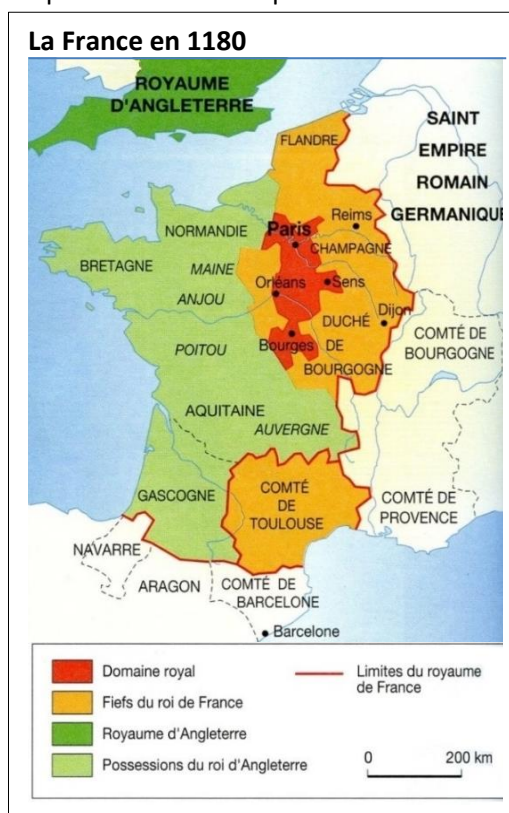 La France en 1180
ROYAUME
D'ANGLETERRE
SAINT
EMPIRE
ROMAIN
GERMANIQUE
FLANDRE
NORMANDIE
Paris
Reims
CHAMPAGNE
BRETAGNE
MAINE
ANJOU
Orléans
Sens
Dijon
DUCHÉ
DE
BOURGOGNE
Bourges
COMTÉ DE
BOURGOGNE
POITOU
AQUITAINE
AUVERGNE
GASCOGNE
COMTÉ
DE
TOULOUSE
COMTÉ DE
PROVENCE
NAVARRE
ARAGON
COMTÉ DE
BARCELONE
Barcelone
Domaine royal
Fiefs du roi de France
Royaume d'Angleterre
Possessions du roi d'Angleterre
Limites du royaume
de France
0 200 km